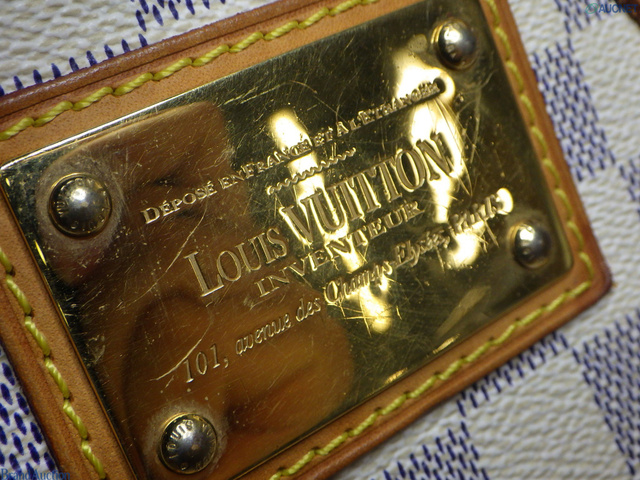 DÉPOSÉ EN FRANCE ET A L'ETRANGER
LOUIS VUITTON
INVENTEUR
101, avenue des Champs Elysées, Paris